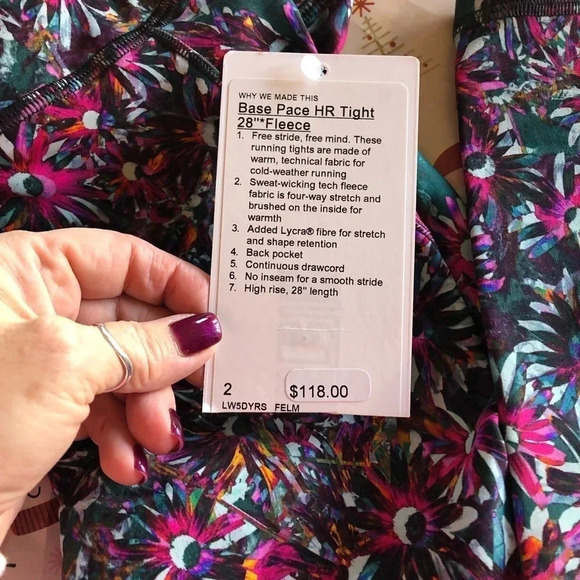 WHY WE MADE THIS
Base Pace HR Tight
28"*Fleece
1. Free stride, free mind. These
running tights are made of
warm, technical fabric for
cold-weather running
2. Sweat-wicking tech fleece
fabric is four-way stretch and
brushed on the inside for
warmth
3. Added Lycra® fibre for stretch
and shape retention
4. Back pocket
5. Continuous drawcord
6. No inseam for a smooth stride
7. High rise, 28" length
2 $118.00
LW5DYRS FELM